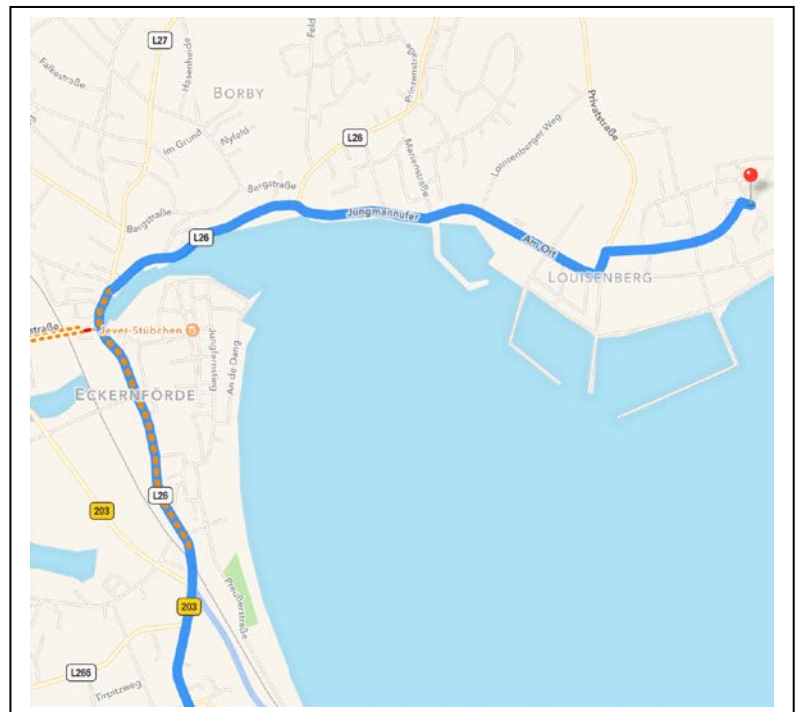 L27
Feld
Hasenheide
Falkestraße
BORBY
Prinzenstraße
Im Grund
Nyfeld
L26
Marienstraße
Louisenberger Weg
Privatstraße
Bergstraße
Bergstraße
L26
Jungmannufer
Am Ort
LOUISENBERG
straße
Jever-Stübchen
Jungfernstieg
An de Dang
ECKERNFÖRDE
L26
203
203
Preußerstraße
L265
Tirpitzweg